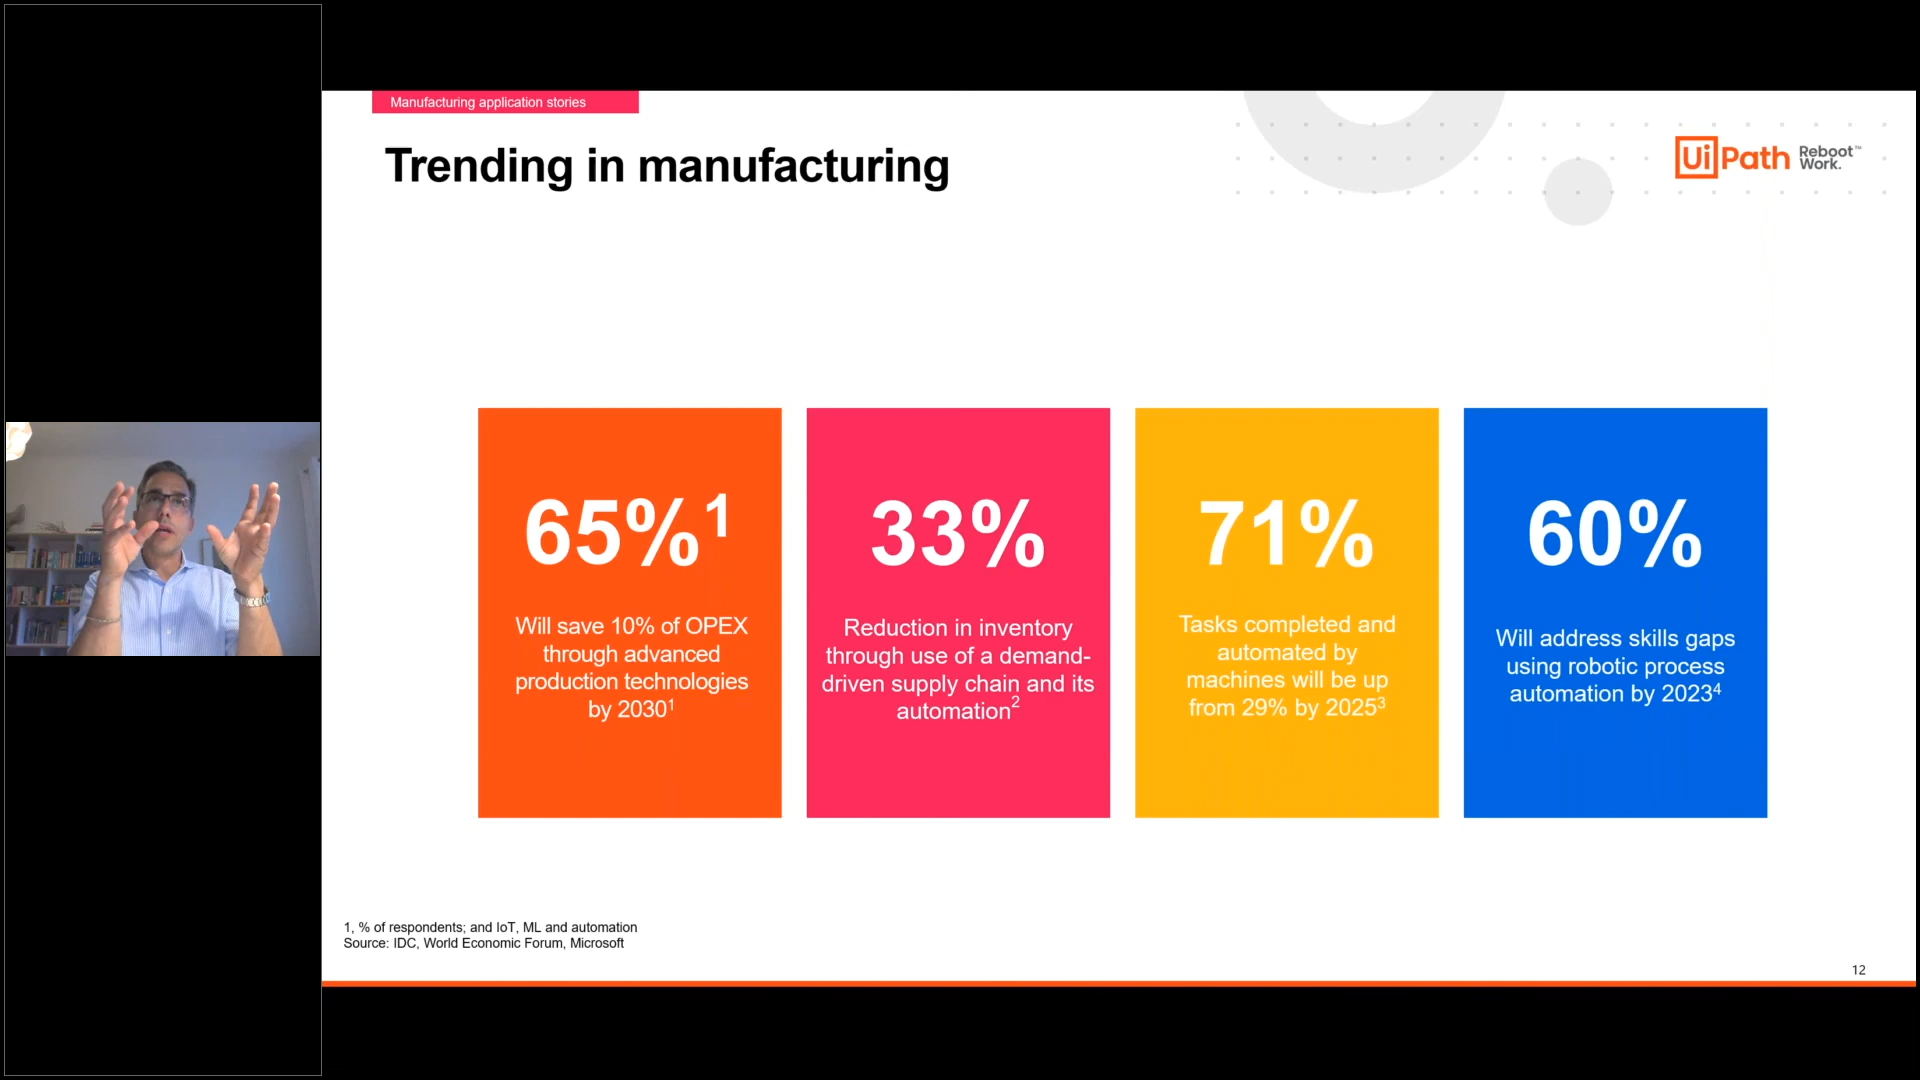 Manufacturing application stories
Trending in manufacturing
UiPath Reboot™
Work.
65%¹
Will save 10% of OPEX
through advanced
production technologies
by 2030¹
33%
Reduction in inventory
through use of a demand-
driven supply chain and its
automation²
71%
Tasks completed and
automated by
machines will be up
from 29% by 2025³
60%
Will address skills gaps
using robotic process
automation by 2023⁴
1, % of respondents; and IoT, ML and automation
Source: IDC, World Economic Forum, Microsoft
12